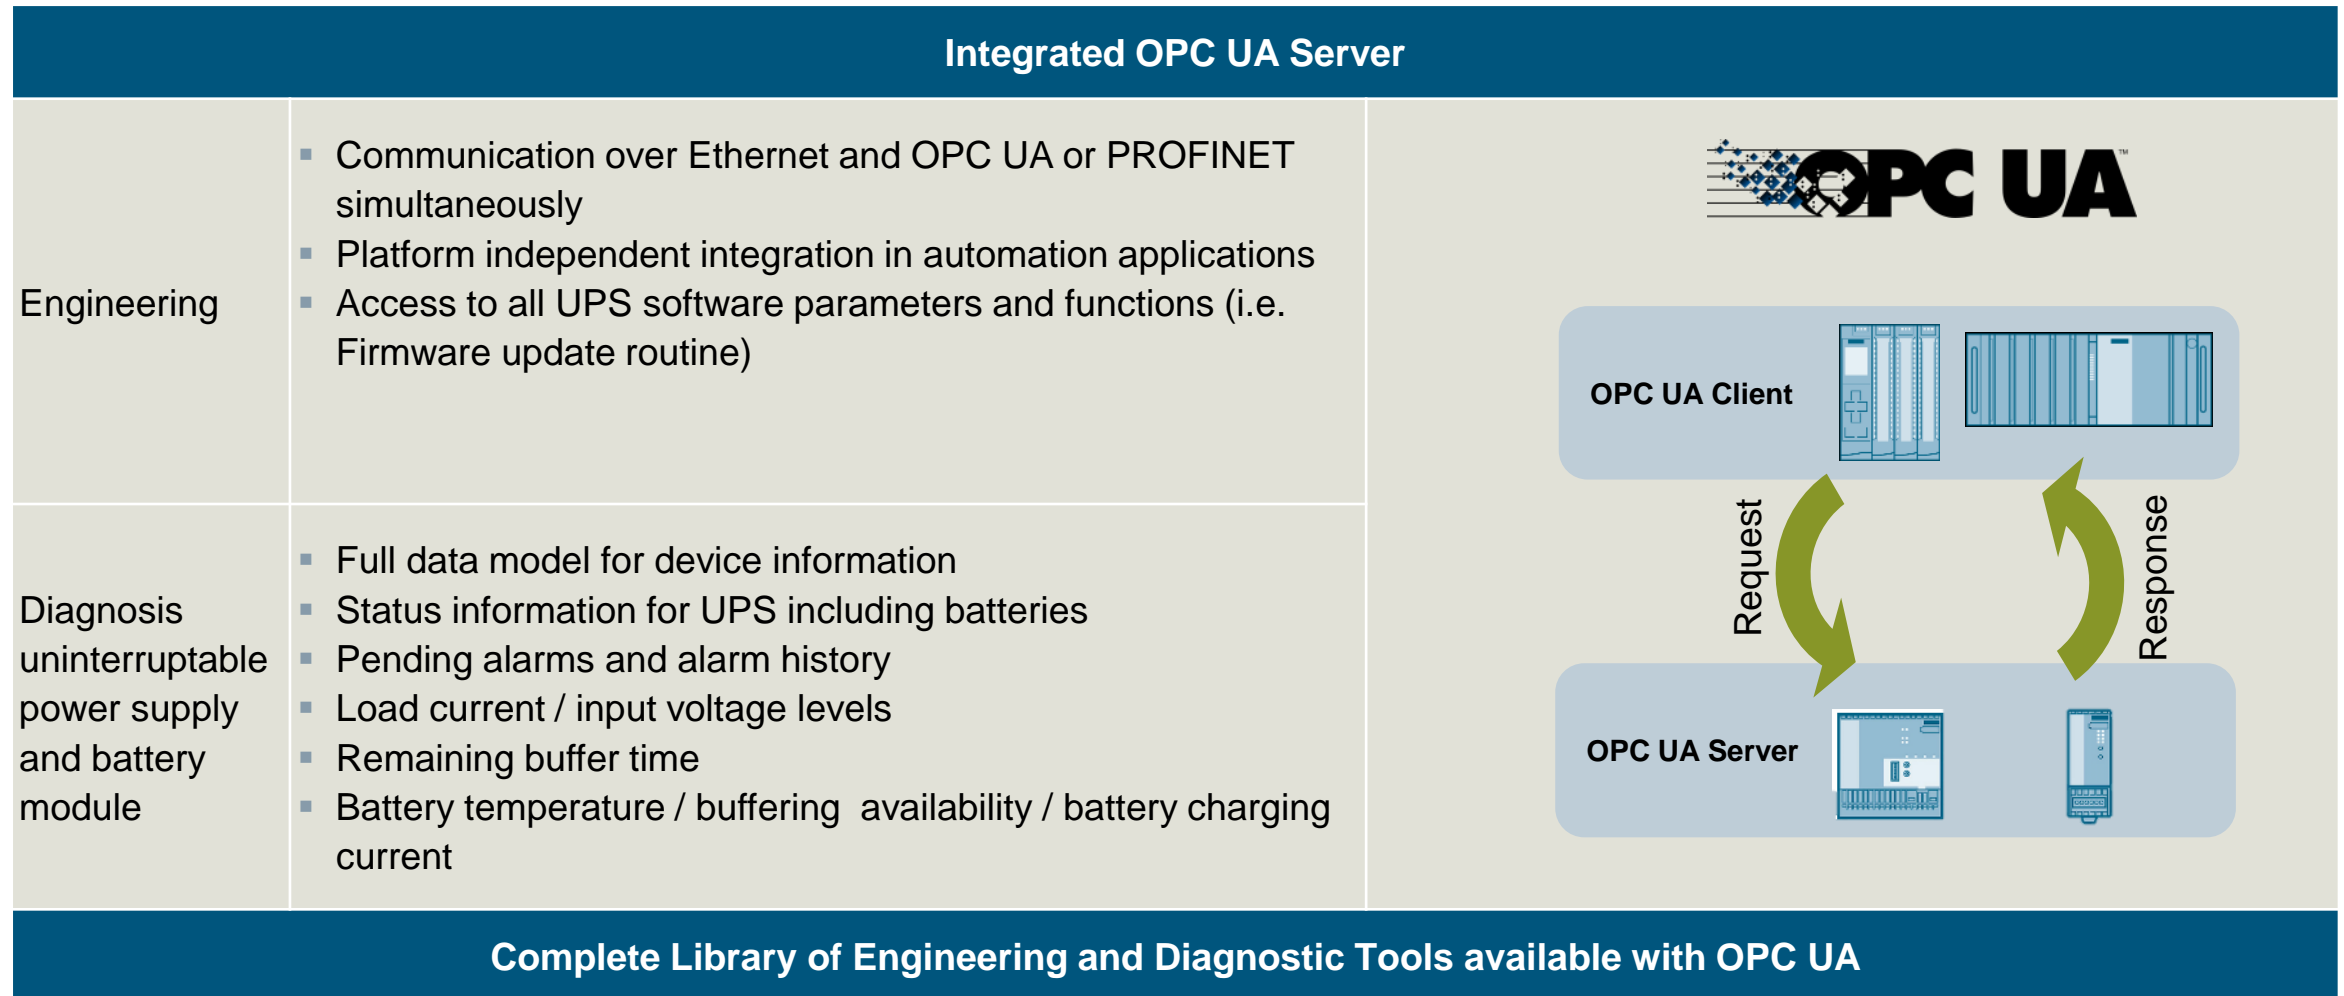 Integrated OPC UA Server
Engineering
▪ Communication over Ethernet and OPC UA or PROFINET
simultaneously
▪ Platform independent integration in automation applications
▪ Access to all UPS software parameters and functions (i.e.
Firmware update routine)
Diagnosis
uninterruptable
power supply
and battery
module
▪ Full data model for device information
▪ Status information for UPS including batteries
▪ Pending alarms and alarm history
▪ Load current / input voltage levels
▪ Remaining buffer time
▪ Battery temperature / buffering  availability / battery charging
current
OPC UA™
OPC UA Client
Request
Response
OPC UA Server
Complete Library of Engineering and Diagnostic Tools available with OPC UA